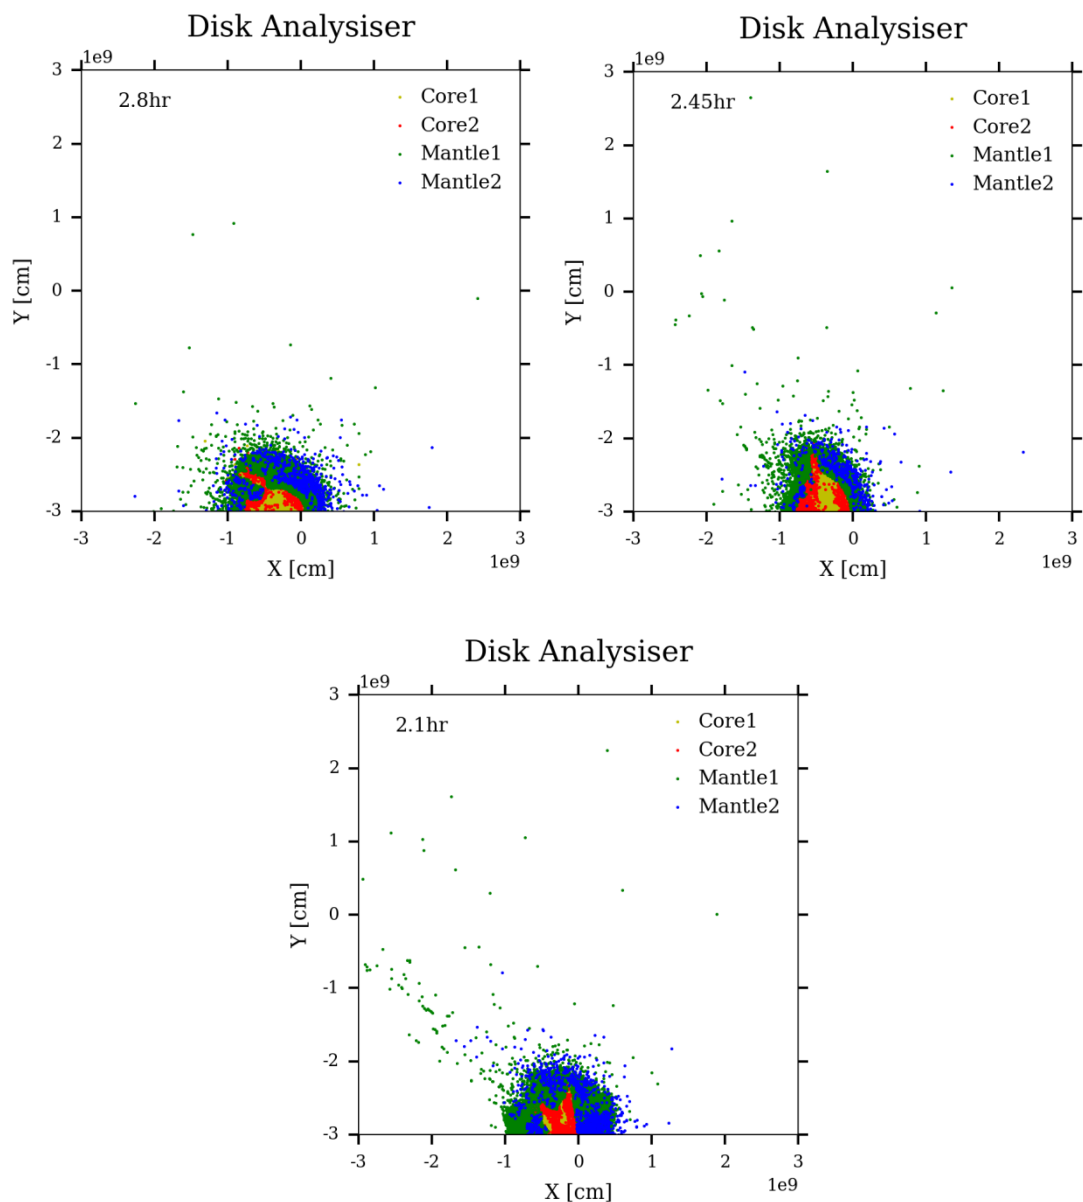 Disk Analysiser
1e9
2.8hr
Core1
Core2
Mantle1
Mantle2
3
2
1
0
-1
-2
-3
Y [cm]
-3 -2 -1 0 1 2 3
X [cm]
1e9
Disk Analysiser
1e9
2.45hr
Core1
Core2
Mantle1
Mantle2
3
2
1
0
-1
-2
-3
Y [cm]
-3 -2 -1 0 1 2 3
X [cm]
1e9
Disk Analysiser
1e9
2.1hr
Core1
Core2
Mantle1
Mantle2
3
2
1
0
-1
-2
-3
Y [cm]
-3 -2 -1 0 1 2 3
X [cm]
1e9